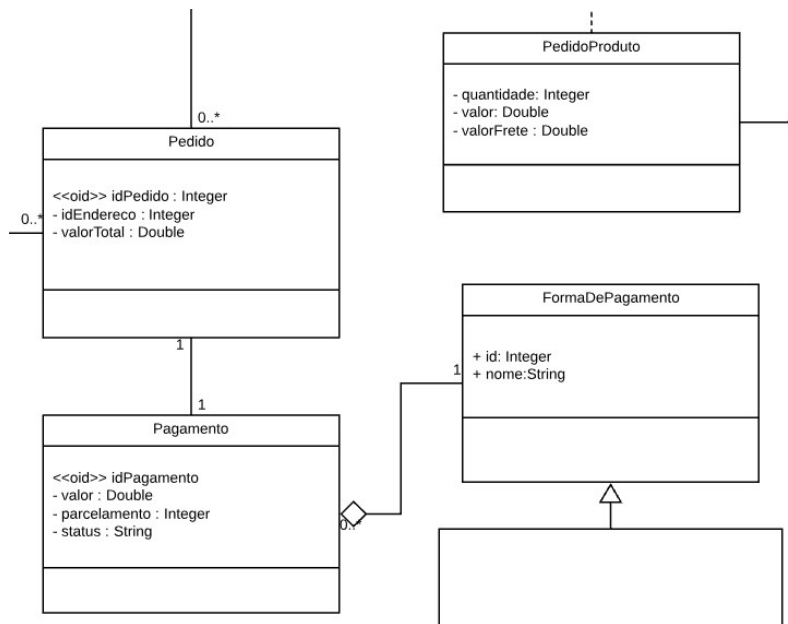 PedidoProduto
- quantidade: Integer
- valor: Double
- valorFrete : Double
0..*
Pedido
<<oid>> idPedido : Integer
- idEndereco : Integer
- valorTotal : Double
0..*
1
1
FormaDePagamento
+ id: Integer
+ nome:String
1
Pagamento
<<oid>> idPagamento
- valor : Double
- parcelamento : Integer
- status : String
0..*